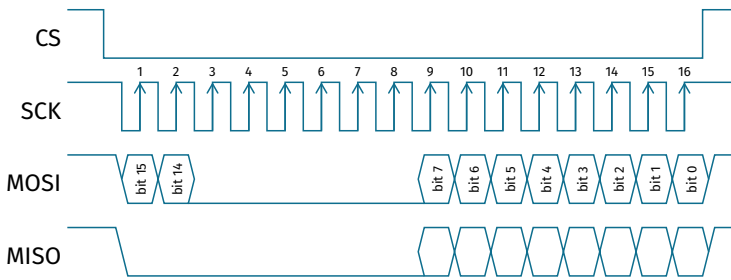 CS
1 2 3 4 5 6 7 8 9 10 11 12 13 14 15 16
SCK
MOSI bit 15 bit 14 bit 7 bit 6 bit 5 bit 4 bit 3 bit 2 bit 1 bit 0
MISO